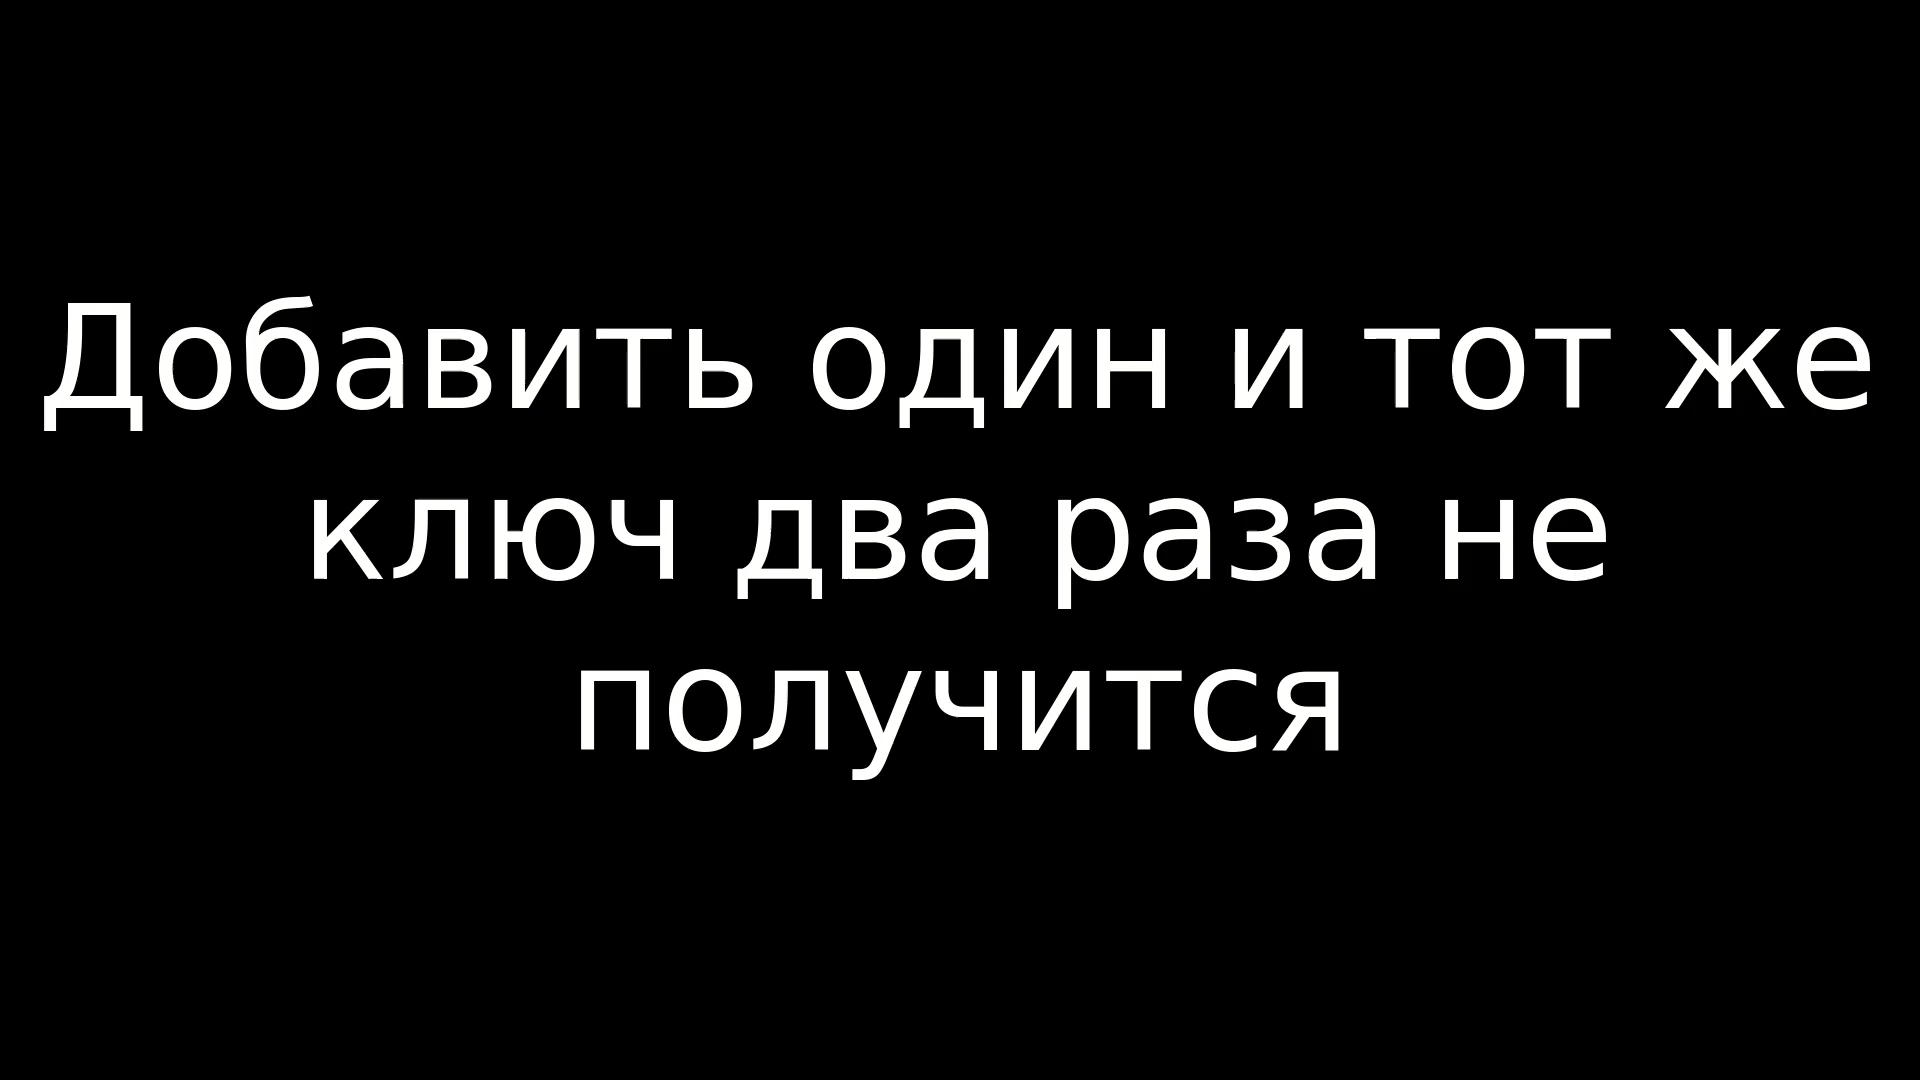 Добавить один и тот же
ключ два раза не
получится